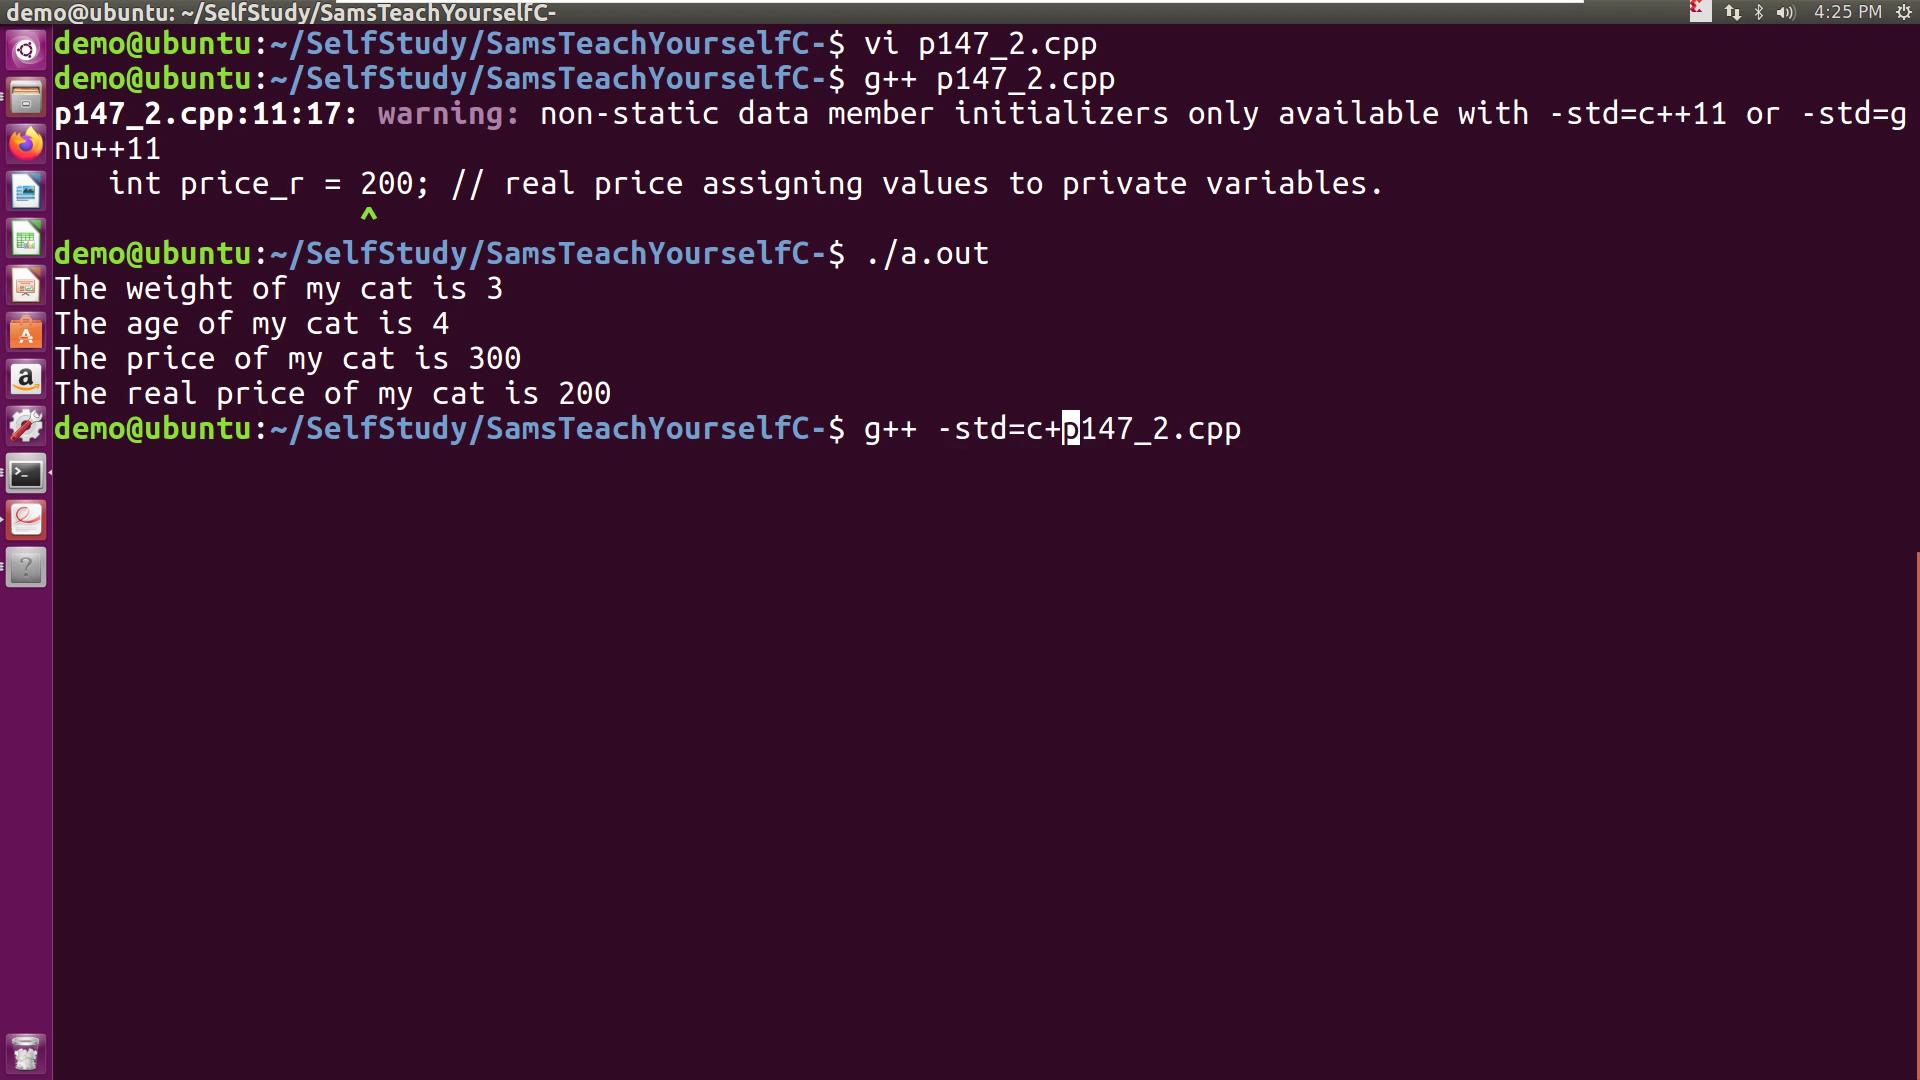 demo@ubuntu: ~/SelfStudy/SamsTeachYourselfC-
4:25 PM
demo@ubuntu:~/SelfStudy/SamsTeachYourselfC-$ vi p147_2.cpp
demo@ubuntu:~/SelfStudy/SamsTeachYourselfC-$ g++ p147_2.cpp
p147_2.cpp:11:17: warning: non-static data member initializers only available with -std=c++11 or -std=g
nu++11
   int price_r = 200; // real price assigning values to private variables.
                 ^
demo@ubuntu:~/SelfStudy/SamsTeachYourselfC-$ ./a.out
The weight of my cat is 3
The age of my cat is 4
The price of my cat is 300
The real price of my cat is 200
demo@ubuntu:~/SelfStudy/SamsTeachYourselfC-$ g++ -std=c+p147_2.cpp